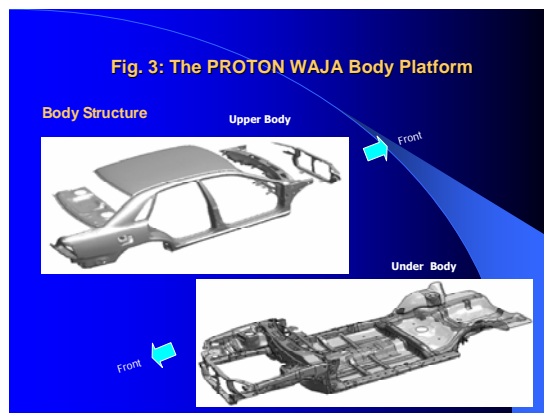 Fig. 3: The PROTON WAJA Body Platform
Body Structure
Upper Body
Front
Under Body
Front